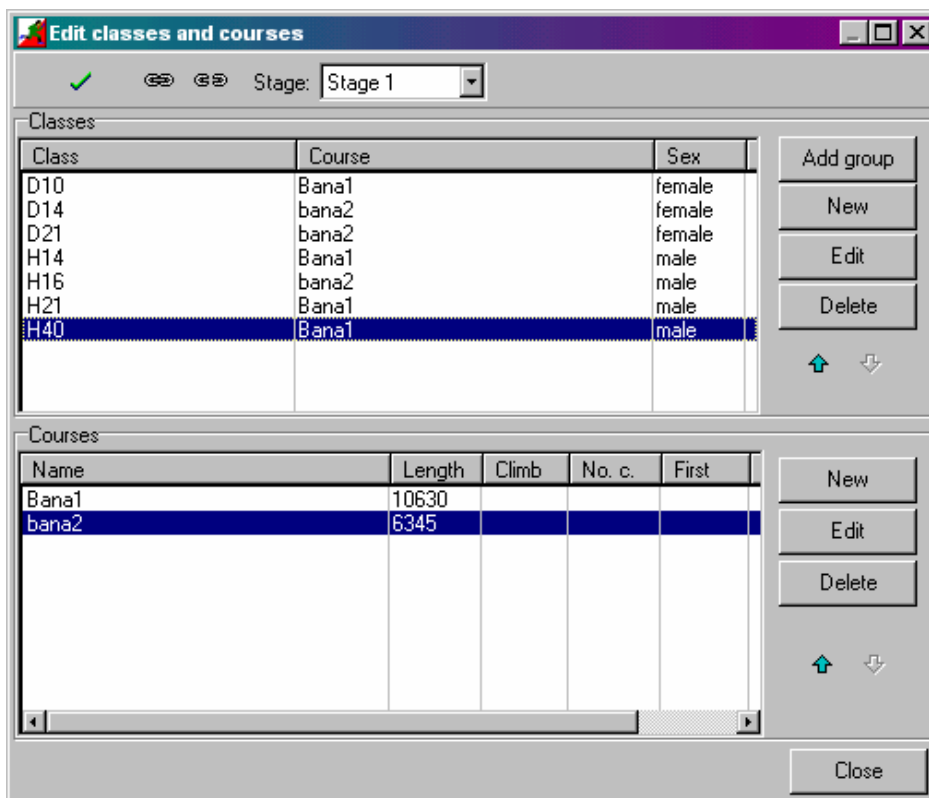 Edit classes and courses
Stage: Stage 1
Classes
Class Course Sex
D10 Bana1 female
D14 bana2 female
D21 bana2 female
H14 Bana1 male
H16 bana2 male
H21 Bana1 male
H40 Bana1 male
Add group
New
Edit
Delete
Courses
Name Length Climb No. c. First
Bana1 10630
bana2 6345
New
Edit
Delete
Close